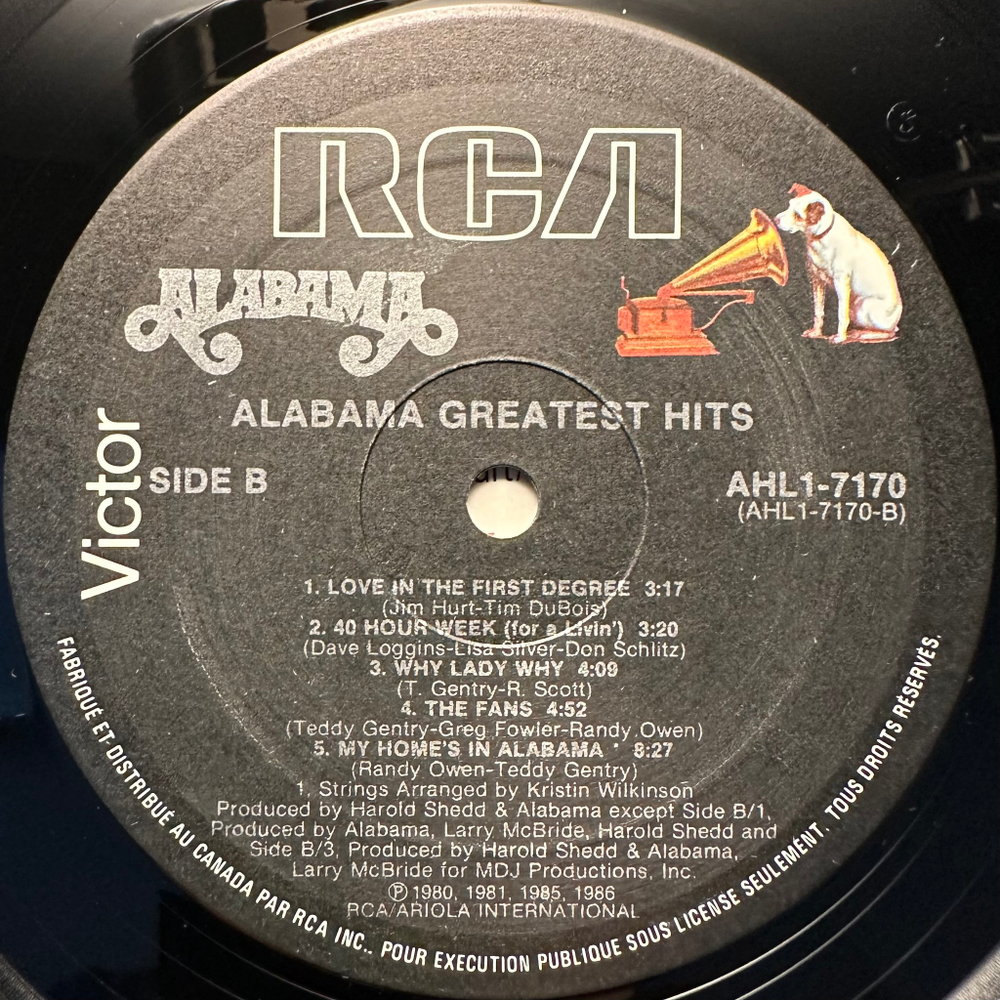 RCA
ALABAMA
ALABAMA GREATEST HITS
Victor
SIDE B
AHL1-7170
(AHL1-7170-B)
1. LOVE IN THE FIRST DEGREE 3:17
(Jim Hurt-Tim DuBois)
2. 40 HOUR WEEK (for a Livin') 3:20
(Dave Loggins-Lisa Silver-Don Schlitz)
3. WHY LADY WHY 4:09
(T. Gentry-R. Scott)
4. THE FANS 4:52
(Teddy Gentry-Greg Fowler-Randy Owen)
5. MY HOME'S IN ALABAMA * 8:27
(Randy Owen-Teddy Gentry)
1, Strings Arranged by Kristin Wilkinson
Produced by Harold Shedd & Alabama except Side B/1,
Produced by Alabama, Larry McBride, Harold Shedd and
Side B/3, Produced by Harold Shedd & Alabama,
Larry McBride for MDJ Productions, Inc.
℗ 1980, 1981, 1985, 1986
RCA/ARIOLA INTERNATIONAL
FABRIQUÉ ET DISTRIBUÉ AU CANADA PAR RCA INC.. POUR EXECUTION PUBLIQUE SOUS LICENSE SEULEMENT. TOUS DROITS RÉSERVÉS.